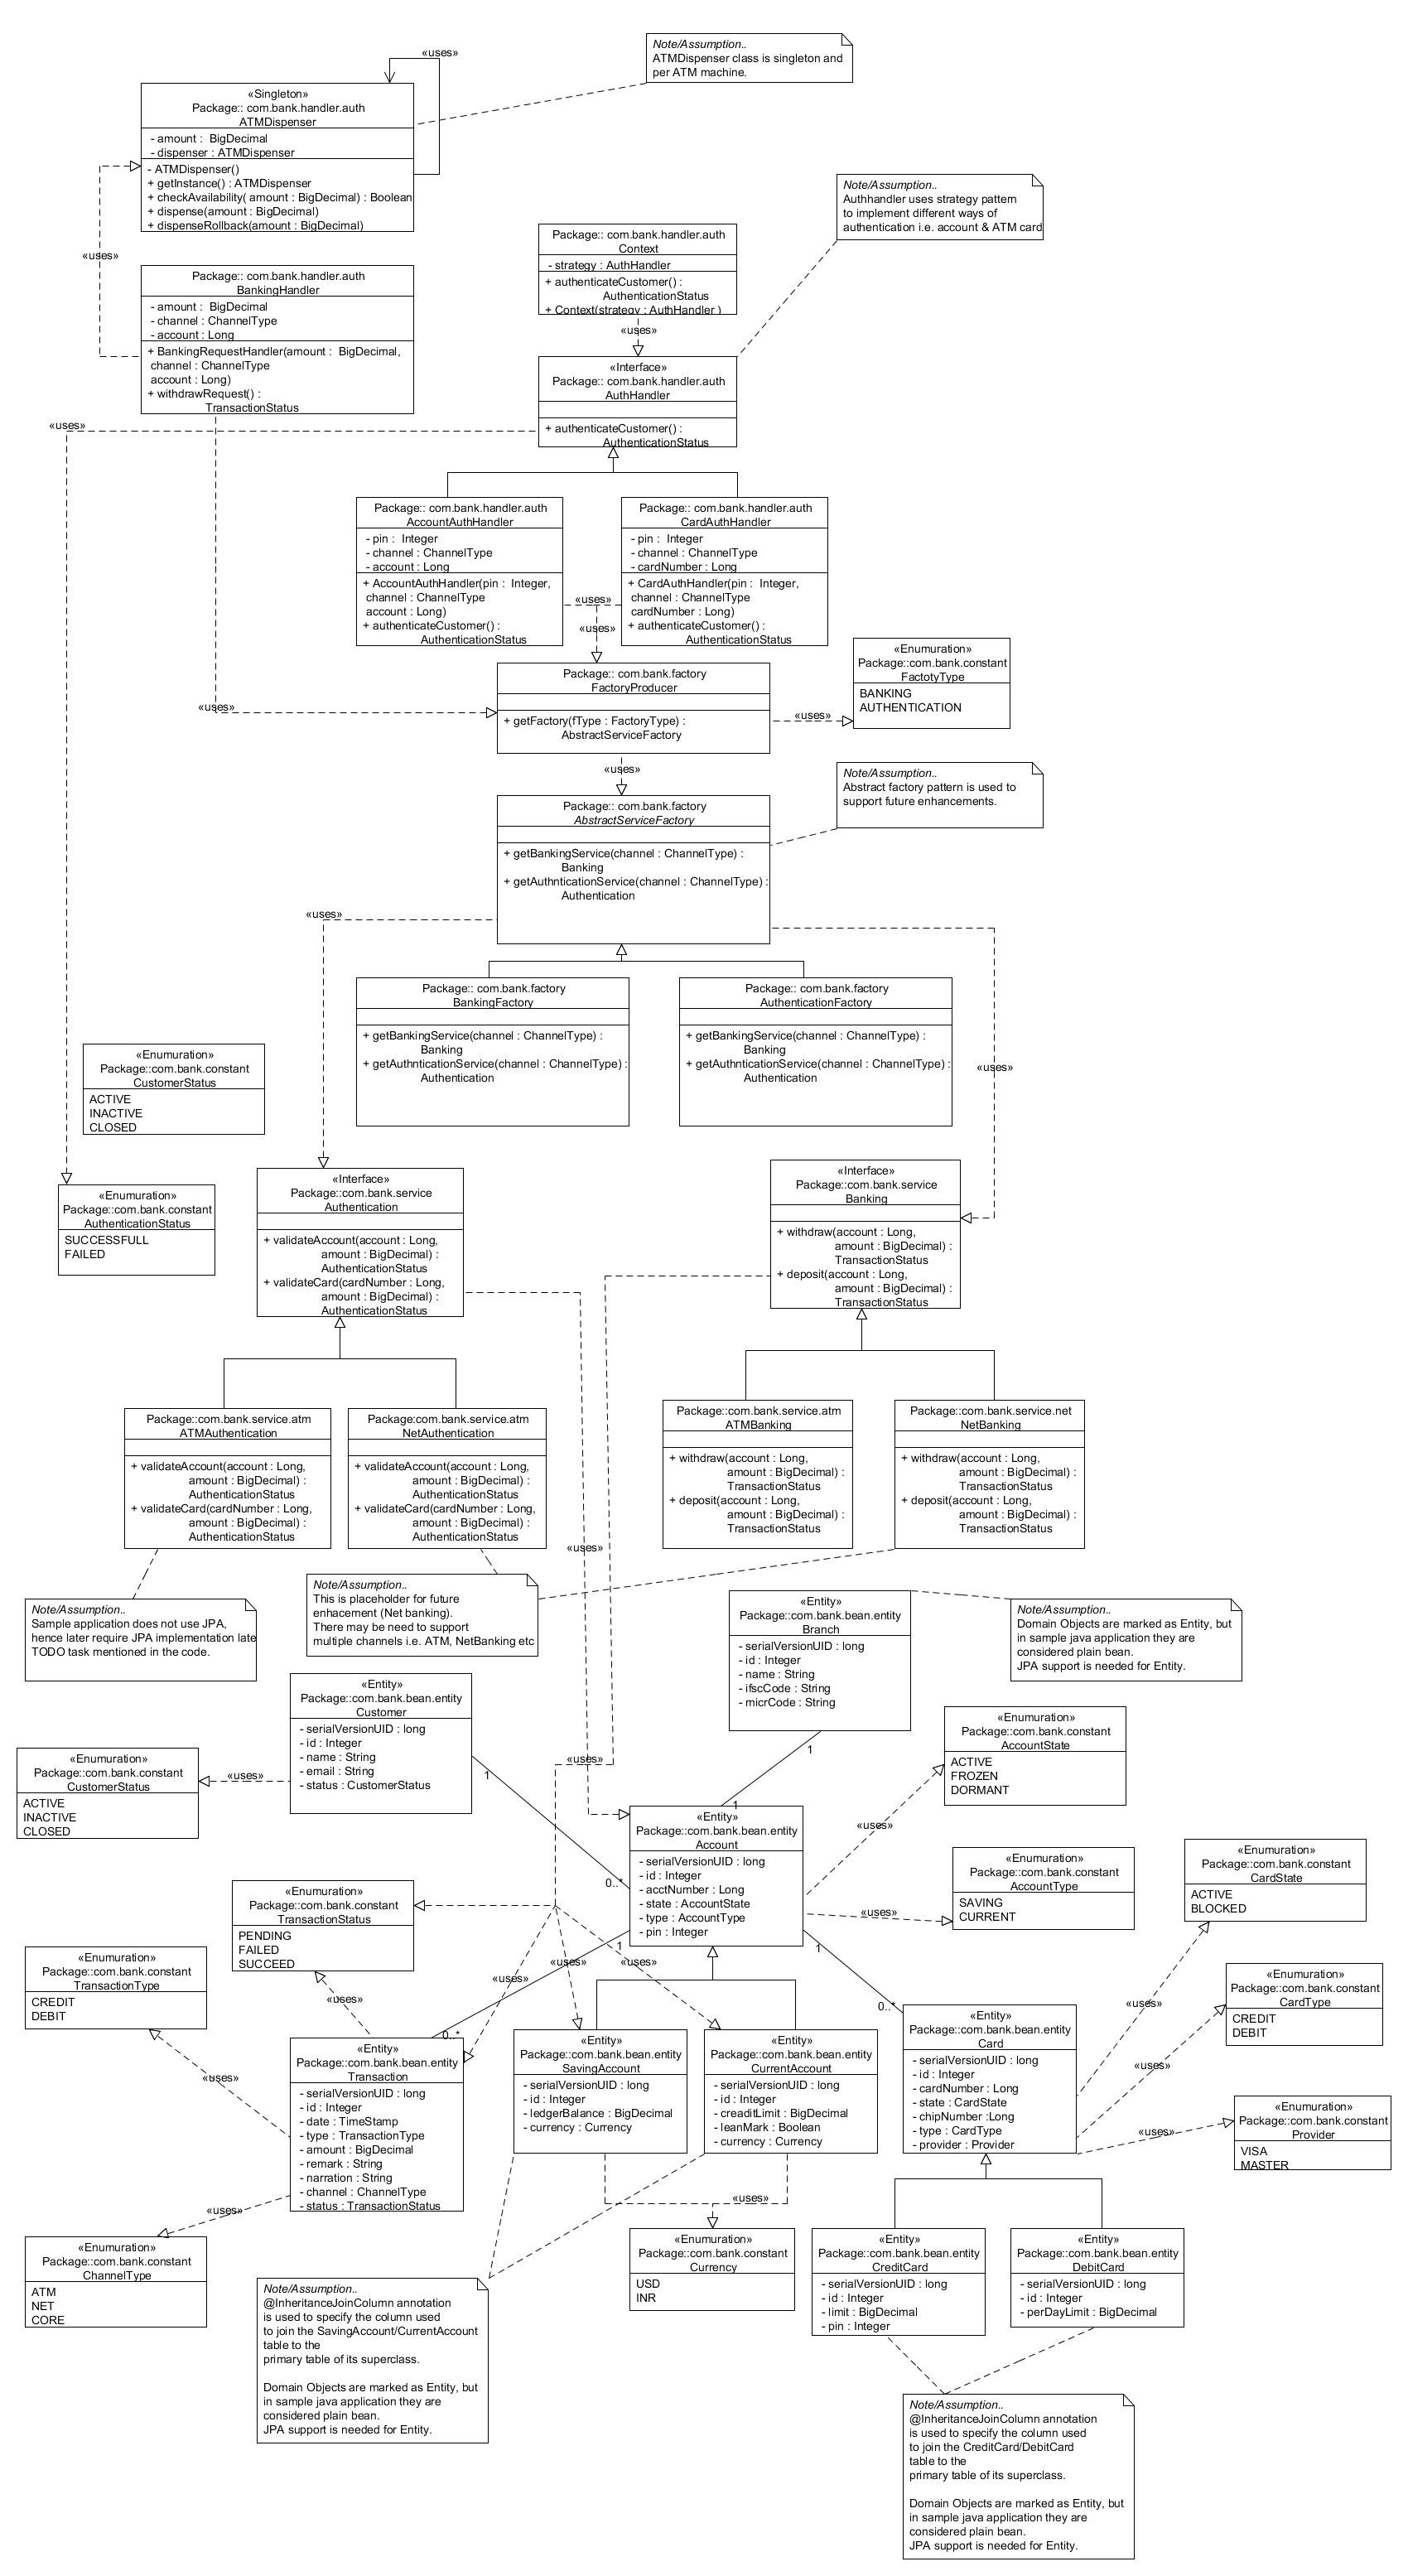 Note/Assumption..
ATMDispenser class is singleton and
per ATM machine.
«uses»
«Singleton»
Package:: com.bank.handler.auth
ATMDispenser
- amount :  BigDecimal
- dispenser : ATMDispenser
- ATMDispenser()
+ getInstance() : ATMDispenser
+ checkAvailability( amount : BigDecimal) : Boolean
+ dispense(amount : BigDecimal)
+ dispenseRollback(amount : BigDecimal)
«uses»
Note/Assumption..
Authhandler uses strategy pattern
to implement different ways of
authentication i.e. account & ATM card
Package:: com.bank.handler.auth
Context
- strategy : AuthHandler
+ authenticateCustomer() :
AuthenticationStatus
+ Context(strategy : AuthHandler )
«uses»
Package:: com.bank.handler.auth
BankingHandler
- amount :  BigDecimal
- channel : ChannelType
- account : Long
+ BankingRequestHandler(amount :  BigDecimal,
channel : ChannelType
account : Long)
+ withdrawRequest() :
TransactionStatus
«Interface»
Package:: com.bank.handler.auth
AuthHandler
+ authenticateCustomer() :
AuthenticationStatus
«uses»
Package:: com.bank.handler.auth
AccountAuthHandler
- pin :  Integer
- channel : ChannelType
- account : Long
+ AccountAuthHandler(pin :  Integer,
channel : ChannelType
account : Long)
+ authenticateCustomer() :
AuthenticationStatus
«uses»
«uses»
Package:: com.bank.handler.auth
CardAuthHandler
- pin :  Integer
- channel : ChannelType
- cardNumber : Long
+ CardAuthHandler(pin :  Integer,
channel : ChannelType
cardNumber : Long)
+ authenticateCustomer() :
AuthenticationStatus
«uses»
Package:: com.bank.factory
FactoryProducer
+ getFactory(fType : FactoryType) :
AbstractServiceFactory
«uses»
«Enumuration»
Package::com.bank.constant
FactotyType
BANKING
AUTHENTICATION
«uses»
Note/Assumption..
Abstract factory pattern is used to
support future enhancements.
Package:: com.bank.factory
AbstractServiceFactory
+ getBankingService(channel : ChannelType) :
Banking
+ getAuthnticationService(channel : ChannelType) :
Authentication
«uses»
«uses»
Package:: com.bank.factory
BankingFactory
+ getBankingService(channel : ChannelType) :
Banking
+ getAuthnticationService(channel : ChannelType) :
Authentication
Package:: com.bank.factory
AuthenticationFactory
+ getBankingService(channel : ChannelType) :
Banking
+ getAuthnticationService(channel : ChannelType) :
Authentication
«Enumuration»
Package::com.bank.constant
CustomerStatus
ACTIVE
INACTIVE
CLOSED
«Enumuration»
Package::com.bank.constant
AuthenticationStatus
SUCCESSFULL
FAILED
«Interface»
Package::com.bank.service
Authentication
+ validateAccount(account : Long,
amount : BigDecimal) :
AuthenticationStatus
+ validateCard(cardNumber : Long,
amount : BigDecimal) :
AuthenticationStatus
«Interface»
Package::com.bank.service
Banking
+ withdraw(account : Long,
amount : BigDecimal) :
TransactionStatus
+ deposit(account : Long,
amount : BigDecimal) :
TransactionStatus
Package::com.bank.service.atm
ATMAuthentication
+ validateAccount(account : Long,
amount : BigDecimal) :
AuthenticationStatus
+ validateCard(cardNumber : Long,
amount : BigDecimal) :
AuthenticationStatus
Package:com.bank.service.atm
NetAuthentication
+ validateAccount(account : Long,
amount : BigDecimal) :
AuthenticationStatus
+ validateCard(cardNumber : Long,
amount : BigDecimal) :
AuthenticationStatus
«uses»
Package::com.bank.service.atm
ATMBanking
+ withdraw(account : Long,
amount : BigDecimal) :
TransactionStatus
+ deposit(account : Long,
amount : BigDecimal) :
TransactionStatus
Package::com.bank.service.net
NetBanking
+ withdraw(account : Long,
amount : BigDecimal) :
TransactionStatus
+ deposit(account : Long,
amount : BigDecimal) :
TransactionStatus
Note/Assumption..
Sample application does not use JPA,
hence later require JPA implementation late
TODO task mentioned in the code.
Note/Assumption..
This is placeholder for future
enhacement (Net banking).
There may be need to support
multiple channels i.e. ATM, NetBanking etc
«Entity»
Package::com.bank.bean.entity
Branch
- serialVersionUID : long
- id : Integer
- name : String
- ifscCode : String
- micrCode : String
Note/Assumption..
Domain Objects are marked as Entity, but
in sample java application they are
considered plain bean.
JPA support is needed for Entity.
«Entity»
Package::com.bank.bean.entity
Customer
- serialVersionUID : long
- id : Integer
- name : String
- email : String
- status : CustomerStatus
«uses»
«Enumuration»
Package::com.bank.constant
CustomerStatus
ACTIVE
INACTIVE
CLOSED
1
0..*
«uses»
1
1
«Entity»
Package::com.bank.bean.entity
Account
- serialVersionUID : long
- id : Integer
- acctNumber : Long
- state : AccountState
- type : AccountType
- pin : Integer
«Enumuration»
Package::com.bank.constant
AccountState
ACTIVE
FROZEN
DORMANT
«uses»
«Enumuration»
Package::com.bank.constant
AccountType
SAVING
CURRENT
«uses»
«Enumuration»
Package::com.bank.constant
CardState
ACTIVE
BLOCKED
«Enumuration»
Package::com.bank.constant
TransactionStatus
PENDING
FAILED
SUCCEED
«Enumuration»
Package::com.bank.constant
TransactionType
CREDIT
DEBIT
«uses»
«uses»
«uses»
«uses»
«uses»
1
0..*
1
0..*
«Enumuration»
Package::com.bank.constant
CardType
CREDIT
DEBIT
«uses»
«uses»
«Entity»
Package::com.bank.bean.entity
Transaction
- serialVersionUID : long
- id : Integer
- date : TimeStamp
- type : TransactionType
- amount : BigDecimal
- remark : String
- narration : String
- channel : ChannelType
- status : TransactionStatus
«Entity»
Package::com.bank.bean.entity
SavingAccount
- serialVersionUID : long
- id : Integer
- ledgerBalance : BigDecimal
- currency : Currency
«Entity»
Package::com.bank.bean.entity
CurrentAccount
- serialVersionUID : long
- id : Integer
- creaditLimit : BigDecimal
- leanMark : Boolean
- currency : Currency
«Entity»
Package::com.bank.bean.entity
Card
- serialVersionUID : long
- id : Integer
- cardNumber : Long
- state : CardState
- chipNumber :Long
- type : CardType
- provider : Provider
«Enumuration»
Package::com.bank.constant
Provider
VISA
MASTER
«uses»
«uses»
«uses»
«Enumuration»
Package::com.bank.constant
ChannelType
ATM
NET
CORE
«Enumuration»
Package::com.bank.constant
Currency
USD
INR
«Entity»
Package::com.bank.bean.entity
CreditCard
- serialVersionUID : long
- id : Integer
- limit : BigDecimal
- pin : Integer
«Entity»
Package::com.bank.bean.entity
DebitCard
- serialVersionUID : long
- id : Integer
- perDayLimit : BigDecimal
Note/Assumption..
@InheritanceJoinColumn annotation
is used to specify the column used
to join the SavingAccount/CurrentAccount
table to the
primary table of its superclass.
Domain Objects are marked as Entity, but
in sample java application they are
considered plain bean.
JPA support is needed for Entity.
Note/Assumption..
@InheritanceJoinColumn annotation
is used to specify the column used
to join the CreditCard/DebitCard
table to the
primary table of its superclass.
Domain Objects are marked as Entity, but
in sample java application they are
considered plain bean.
JPA support is needed for Entity.